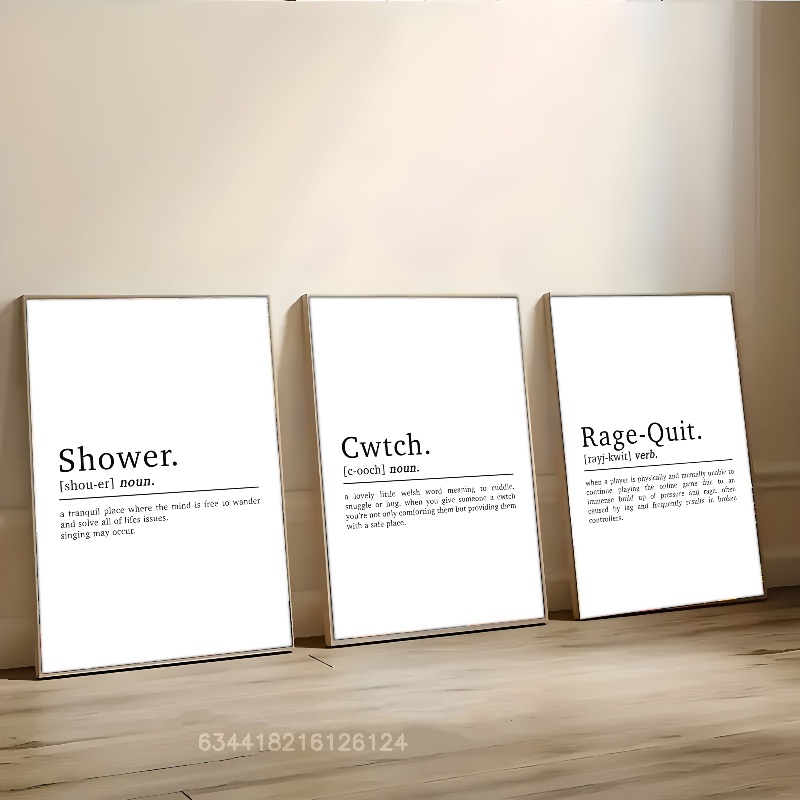 Shower.
[shou-er] noun.
a tranquil place where the mind is free to wander
and solve all of lifes issues.
singing may occur.
Cwtch.
[c-ooch] noun.
a lovely little welsh word meaning to cuddle,
snuggle or hug. when you give someone a cwtch
you're not only comforting them but providing them
with a safe place.
Rage-Quit.
[rayj-kwit] verb.
when a player is physically and mentally unable to
continue playing the online game due to an
immense build up of pressure and rage, often
caused by lag and frequently results in broken
controllers.
634418216126124